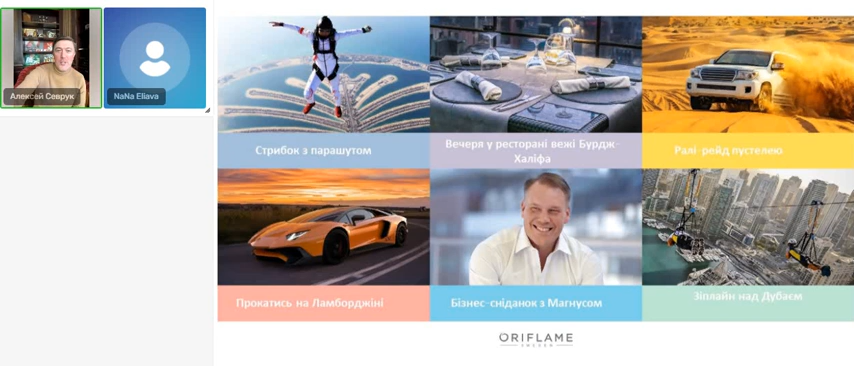 Алексей Севрук
NaNa Eliava
Стрибок з парашутом
Вечеря у ресторані вежі Бурдж-
Халіфа
Ралі-рейд пустелею
Прокатись на Ламборджіні
Бізнес-сніданок з Магнусом
Зіплайн над Дубаєм
ORIFLAME
SWEDEN